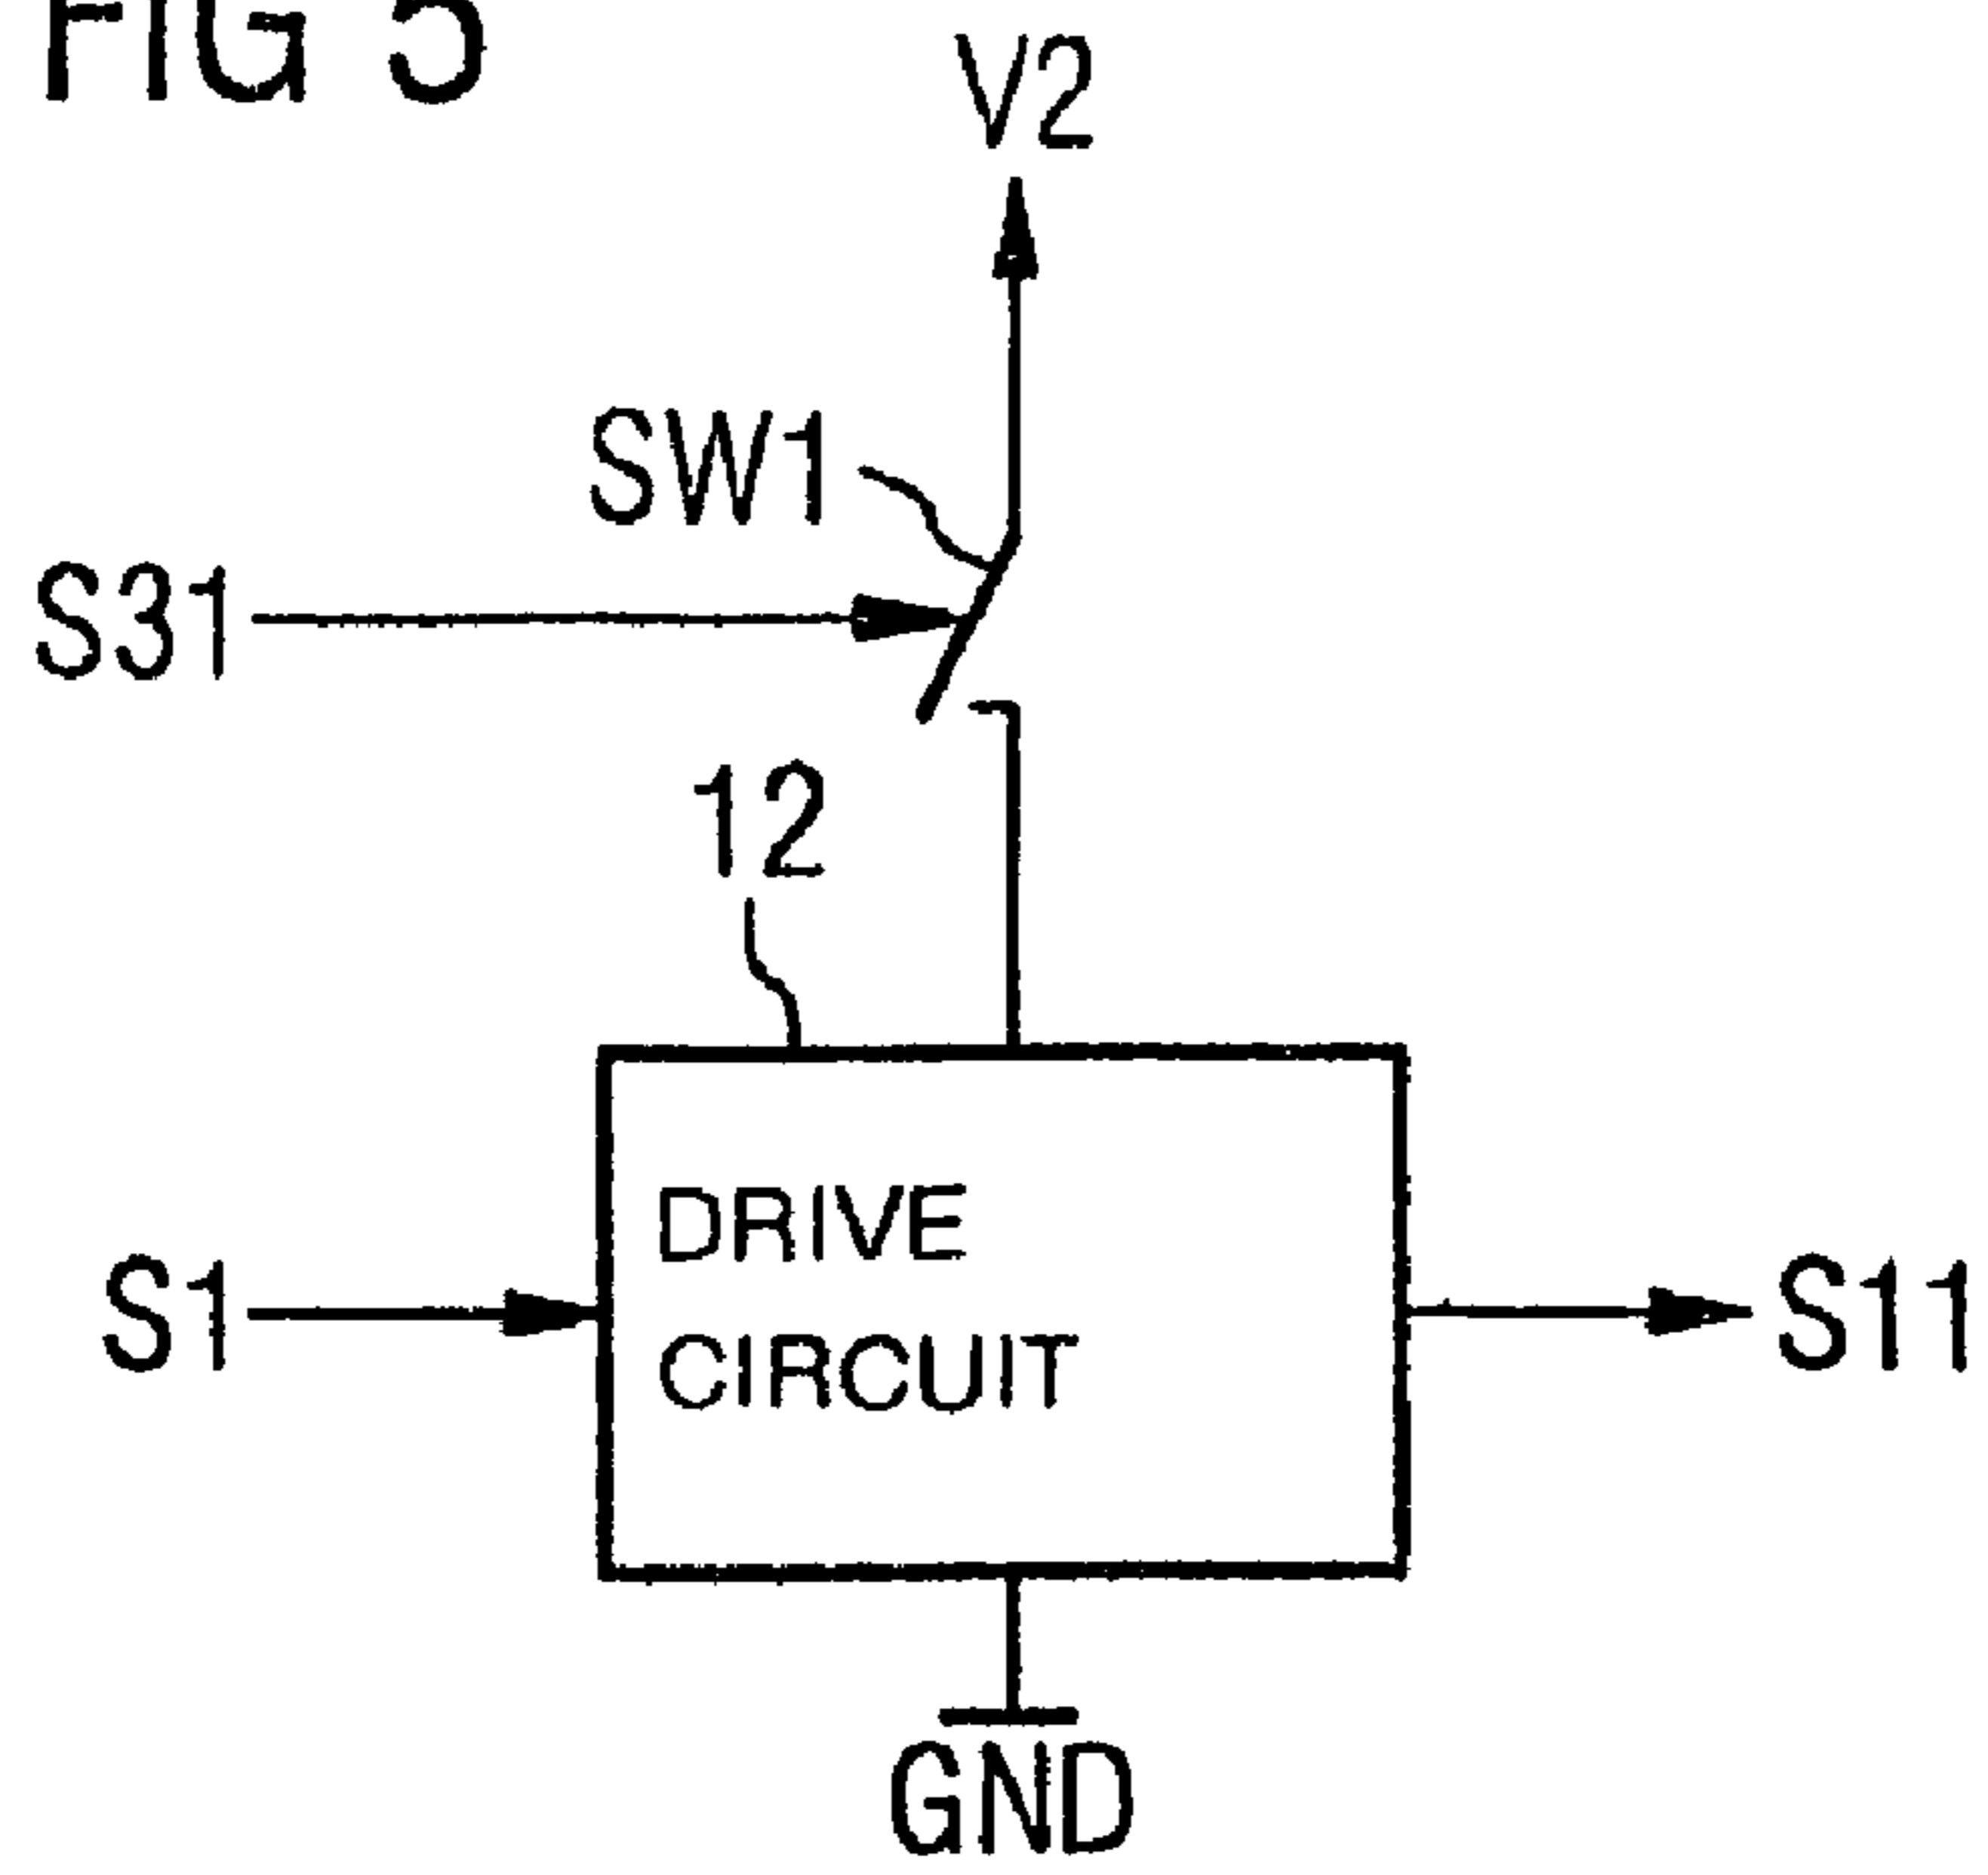 FIG 5
V2
SW1
S31
12
DRIVE
CIRCUIT
S1
S11
GND